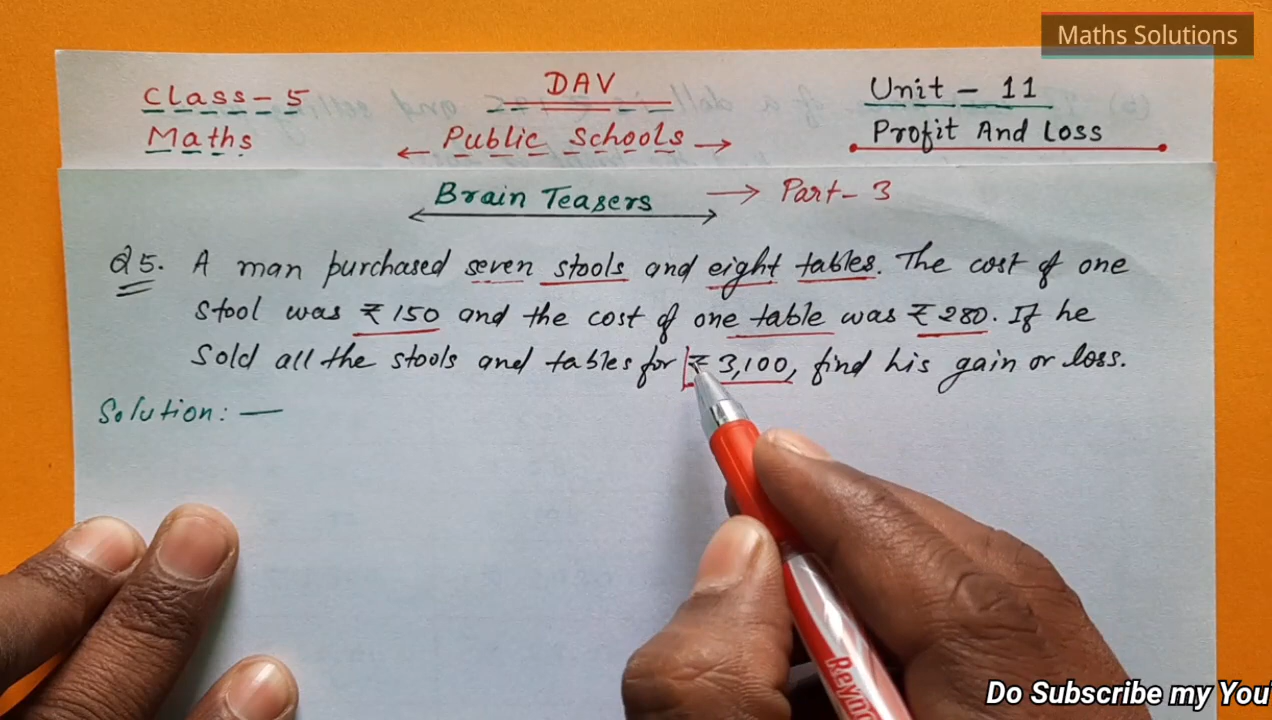 Maths Solutions
Class-5 DAV Unit - 11
Maths Public Schools Profit And Loss
Brain Teasers → Part-3
Q5. A man purchased seven stools and eight tables. The cost of one
stool was ₹150 and the cost of one table was ₹280. If he
sold all the stools and tables for ₹3,100, find his gain or loss.
Solution:—
Do Subscribe my You